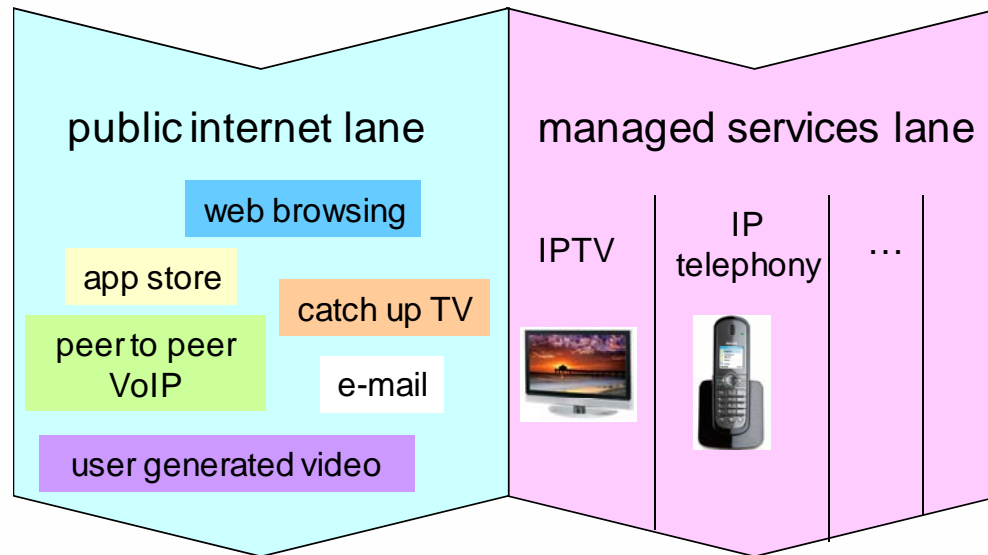 public internet lane
managed services lane
web browsing
app store
catch up TV
peer to peer
VoIP
e-mail
user generated video
IPTV
IP
telephony
...